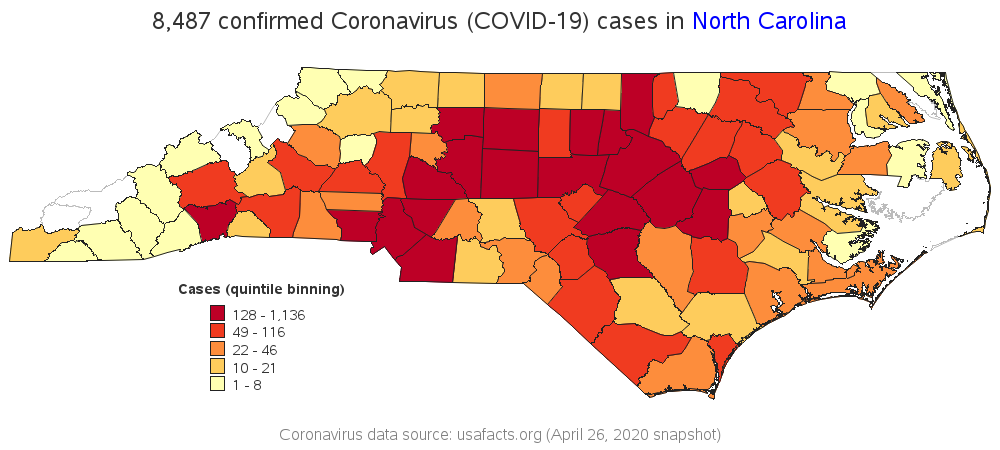 8,487 confirmed Coronavirus (COVID-19) cases in North Carolina
Cases (quintile binning)
128 - 1,136
49 - 116
22 - 46
10 - 21
1 - 8
Coronavirus data source: usafacts.org (April 26, 2020 snapshot)